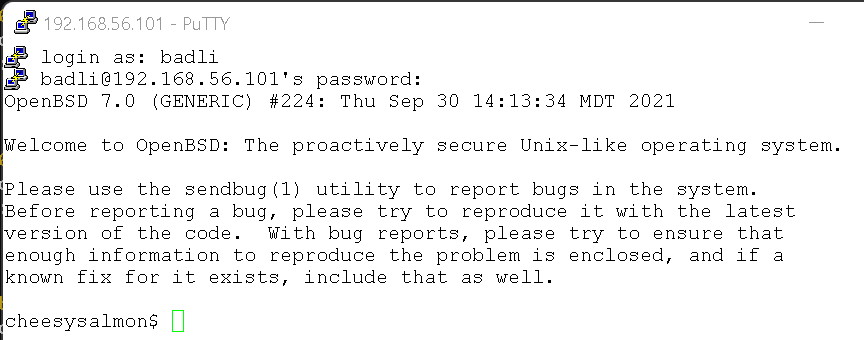 192.168.56.101 - PuTTY
login as: badli
badli@192.168.56.101's password:
OpenBSD 7.0 (GENERIC) #224: Thu Sep 30 14:13:34 MDT 2021
Welcome to OpenBSD: The proactively secure Unix-like operating system.
Please use the sendbug(1) utility to report bugs in the system.
Before reporting a bug, please try to reproduce it with the latest
version of the code.  With bug reports, please try to ensure that
enough information to reproduce the problem is enclosed, and if a
known fix for it exists, include that as well.
cheesysalmon$